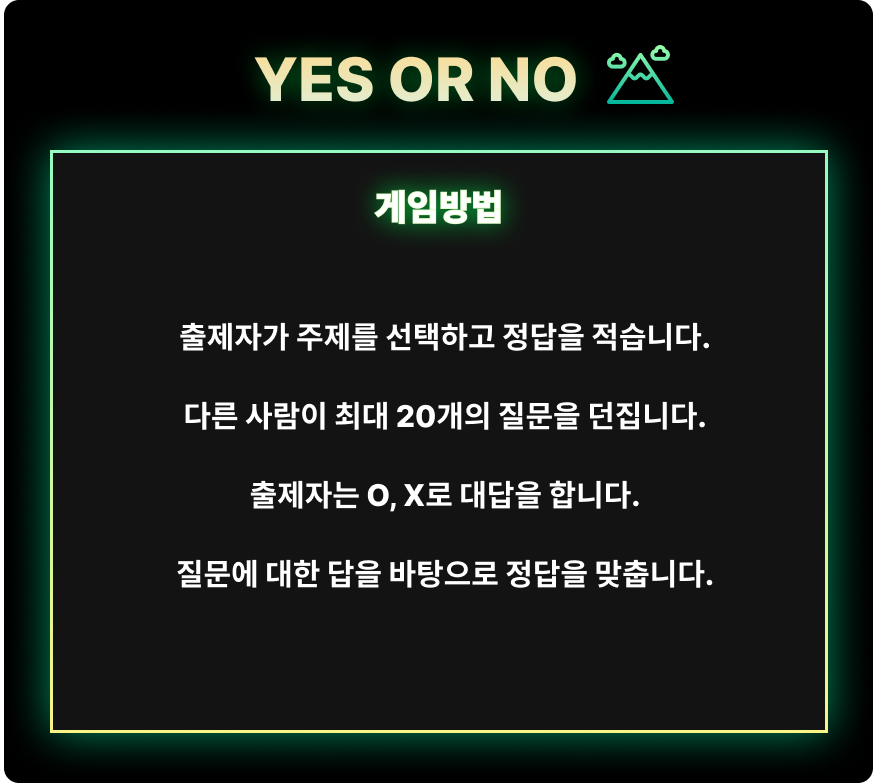 YES OR NO
게임방법
출제자가 주제를 선택하고 정답을 적습니다.
다른 사람이 최대 20개의 질문을 던집니다.
출제자는 O, X로 대답을 합니다.
질문에 대한 답을 바탕으로 정답을 맞춥니다.